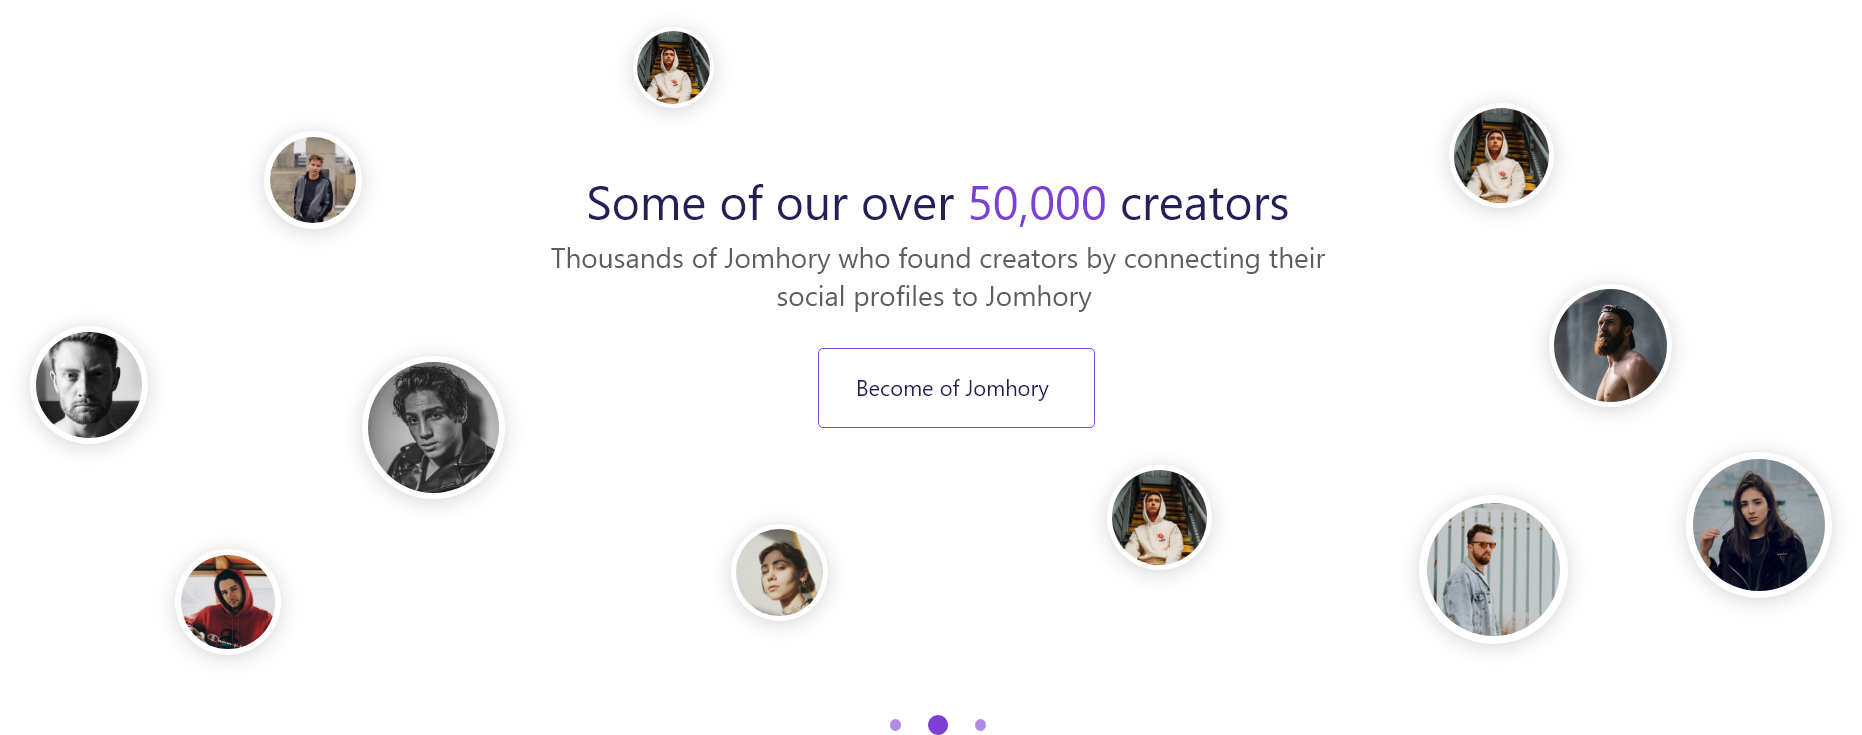 Some of our over 50,000 creators
Thousands of Jomhory who found creators by connecting their
social profiles to Jomhory
Become of Jomhory